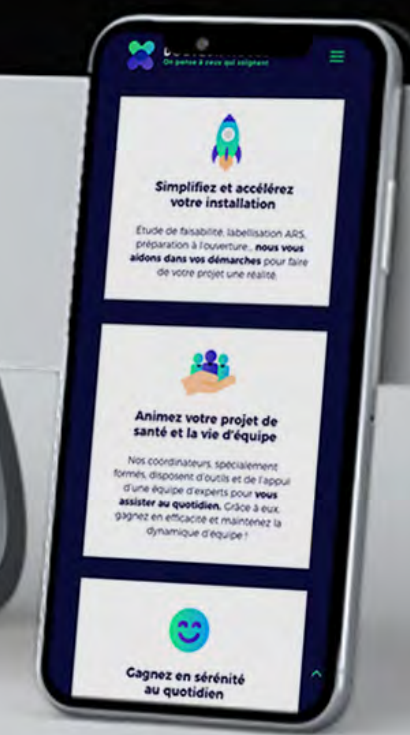 On pense à ceux qui soignent
Simplifiez et accélérez
votre installation
Étude de faisabilité, labellisation ARS,
préparation à l'ouverture... nous vous
aidons dans vos démarches pour faire
de votre projet une réalité.
Animez votre projet de
santé et la vie d'équipe
Nos coordinateurs, spécialement
formés, disposent d'outils et de l'appui
d'une équipe d'experts pour vous
assister au quotidien. Grâce à eux,
gagnez en efficacité et maintenez la
dynamique d'équipe !
Gagnez en sérénité
au quotidien